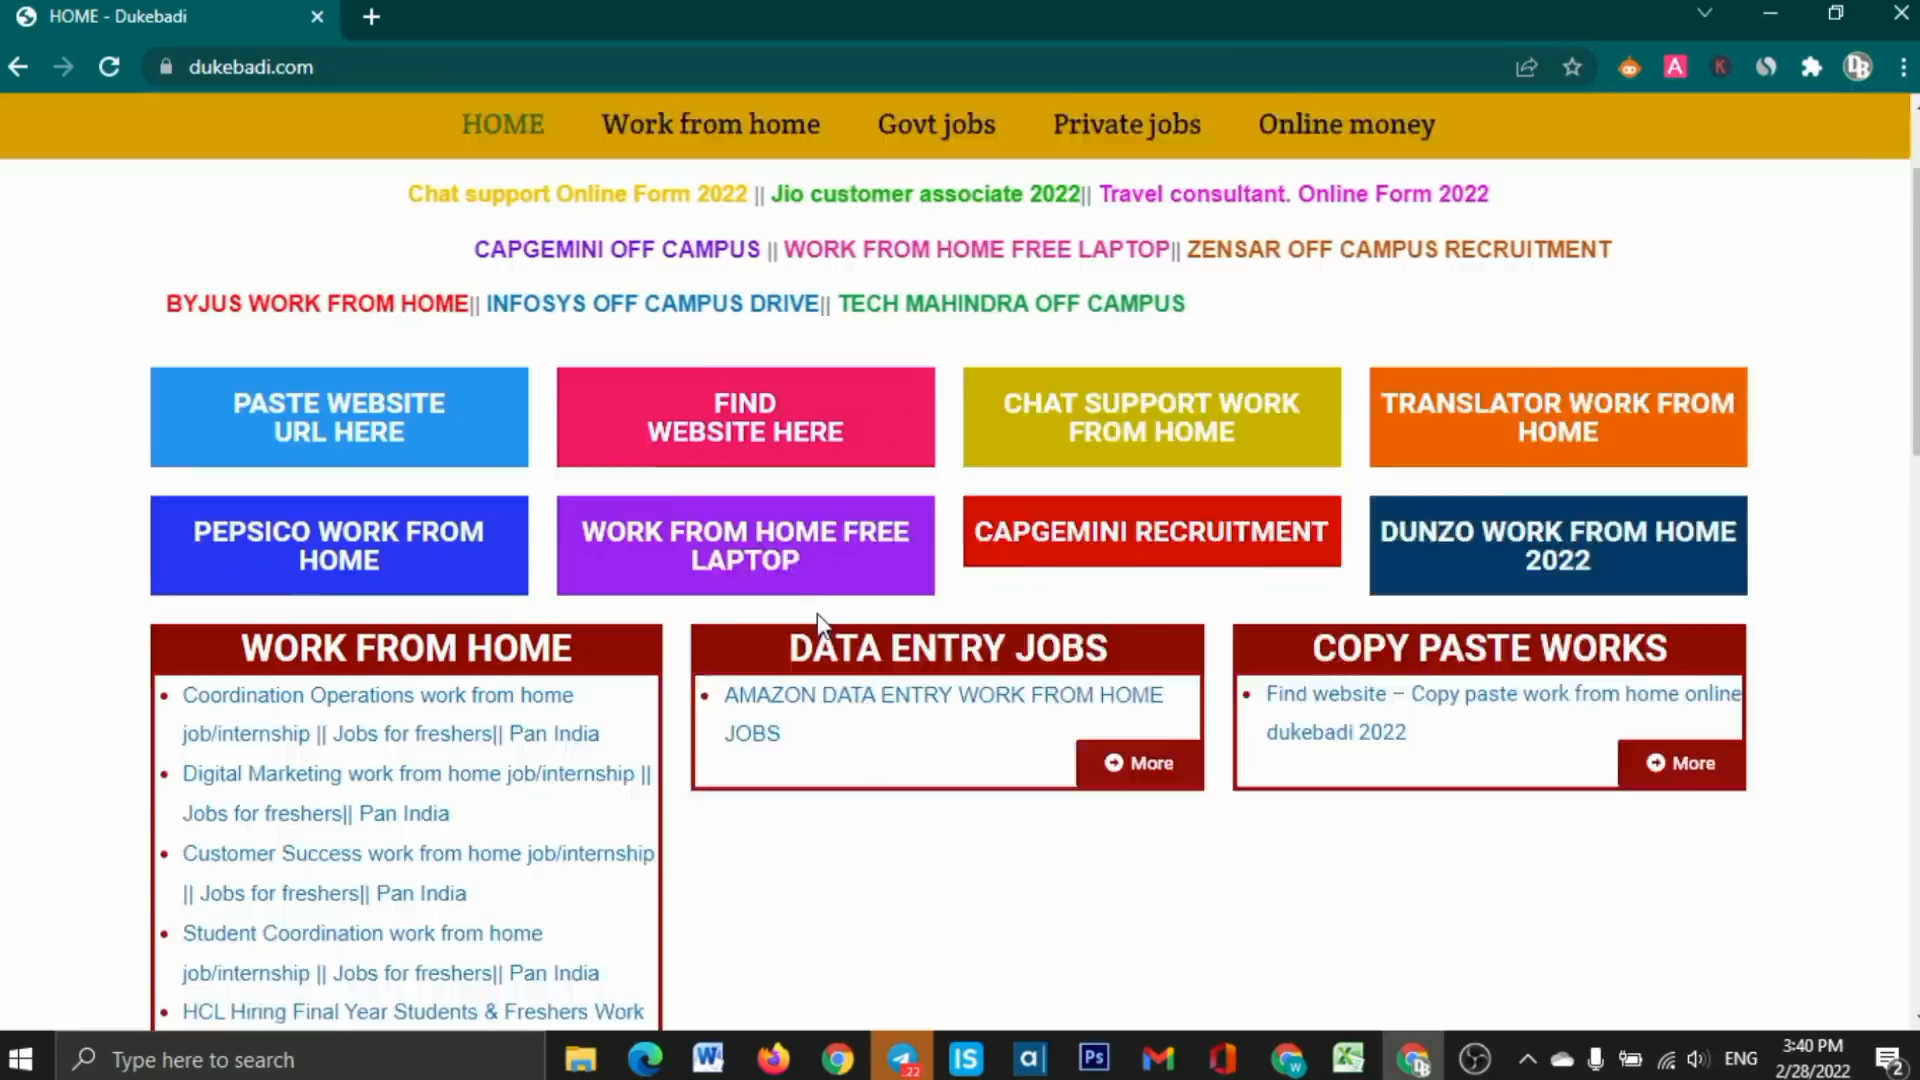 HOME - Dukebadi
dukebadi.com
HOME Work from home Govt jobs Private jobs Online money
Chat support Online Form 2022 || Jio customer associate 2022|| Travel consultant. Online Form 2022
CAPGEMINI OFF CAMPUS || WORK FROM HOME FREE LAPTOP|| ZENSAR OFF CAMPUS RECRUITMENT
BYJUS WORK FROM HOME|| INFOSYS OFF CAMPUS DRIVE|| TECH MAHINDRA OFF CAMPUS
PASTE WEBSITE
URL HERE
FIND
WEBSITE HERE
CHAT SUPPORT WORK
FROM HOME
TRANSLATOR WORK FROM
HOME
PEPSICO WORK FROM
HOME
WORK FROM HOME FREE
LAPTOP
CAPGEMINI RECRUITMENT
DUNZO WORK FROM HOME
2022
WORK FROM HOME
Coordination Operations work from home
job/internship || Jobs for freshers|| Pan India
Digital Marketing work from home job/internship ||
Jobs for freshers|| Pan India
Customer Success work from home job/internship
|| Jobs for freshers|| Pan India
Student Coordination work from home
job/internship || Jobs for freshers|| Pan India
HCL Hiring Final Year Students & Freshers Work
DATA ENTRY JOBS
AMAZON DATA ENTRY WORK FROM HOME
JOBS
More
COPY PASTE WORKS
Find website – Copy paste work from home online
dukebadi 2022
More
Type here to search
22
IS
a
Ps
W
DB
ENG
3:40 PM
2/28/2022
2